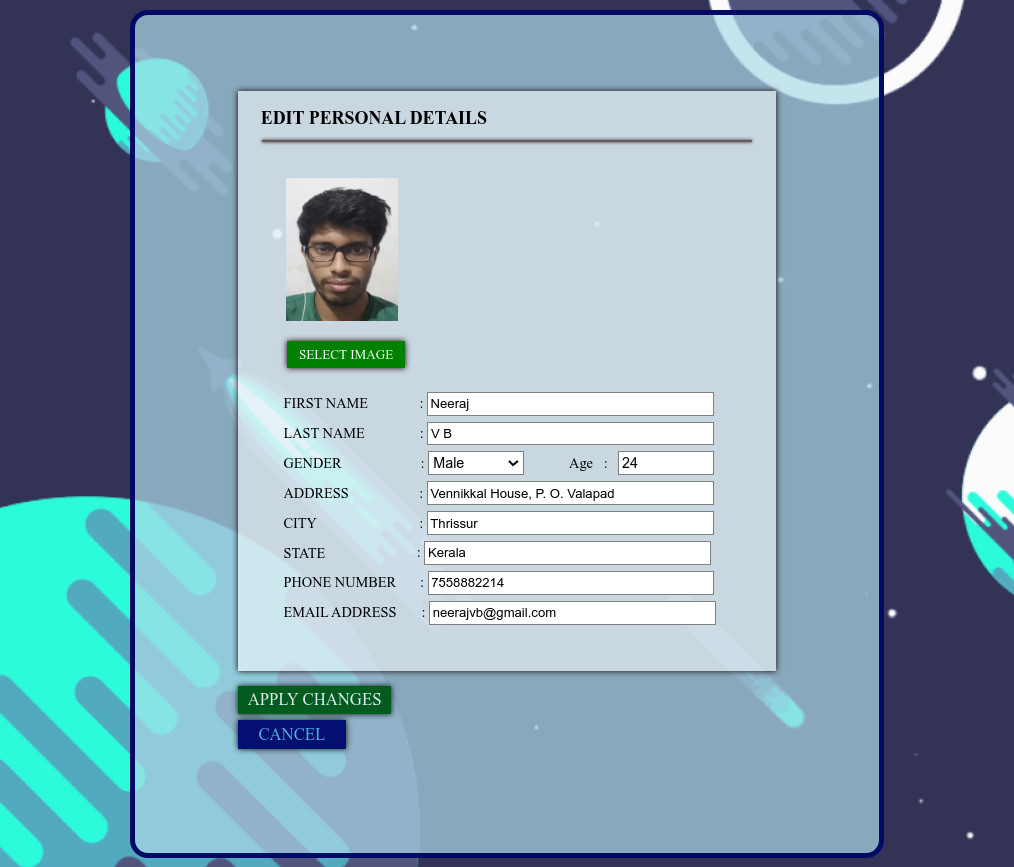 EDIT PERSONAL DETAILS
SELECT IMAGE
FIRST NAME : Neeraj
LAST NAME : V B
GENDER : Male Age : 24
ADDRESS : Vennikkal House, P. O. Valapad
CITY : Thrissur
STATE : Kerala
PHONE NUMBER : 7558882214
EMAIL ADDRESS : neerajvb@gmail.com
APPLY CHANGES
CANCEL